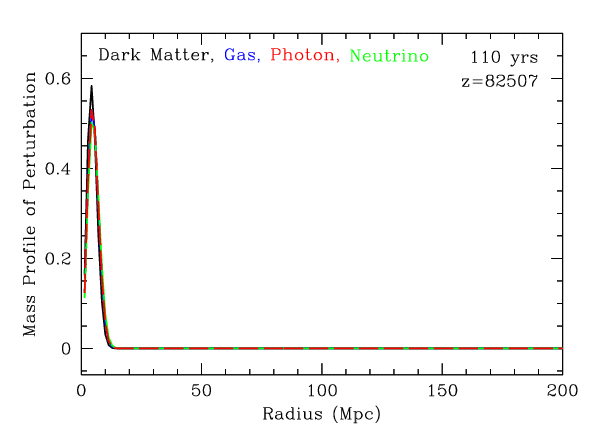 Dark Matter, Gas, Photon, Neutrino
110 yrs
z=82507
Mass Profile of Perturbation
0.6
0.4
0.2
0
0 50 100 150 200
Radius (Mpc)